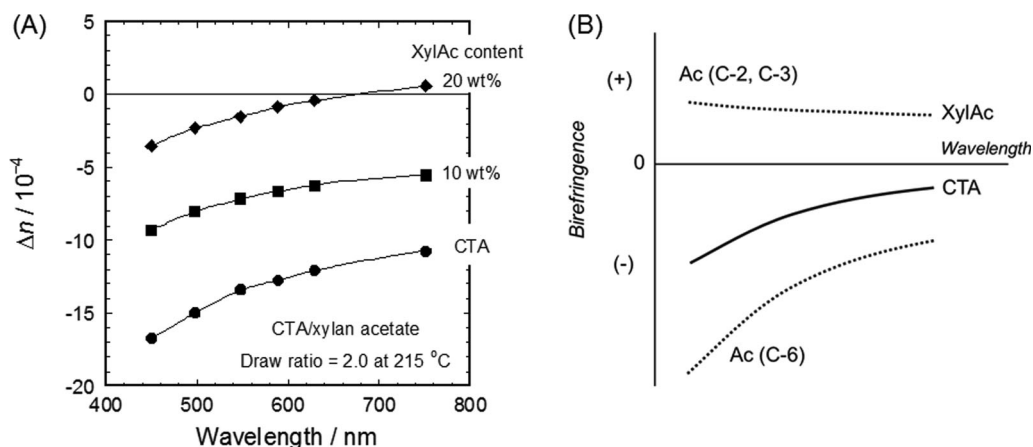 (A)
5
0
-5
-10
-15
-20
Δn / 10⁻⁴
400
500
600
700
800
Wavelength / nm
XylAc content
20 wt%
10 wt%
CTA
CTA/xylan acetate
Draw ratio = 2.0 at 215 °C
(B)
(+)
0
(-)
Birefringence
Ac (C-2, C-3)
XylAc
Wavelength
CTA
Ac (C-6)